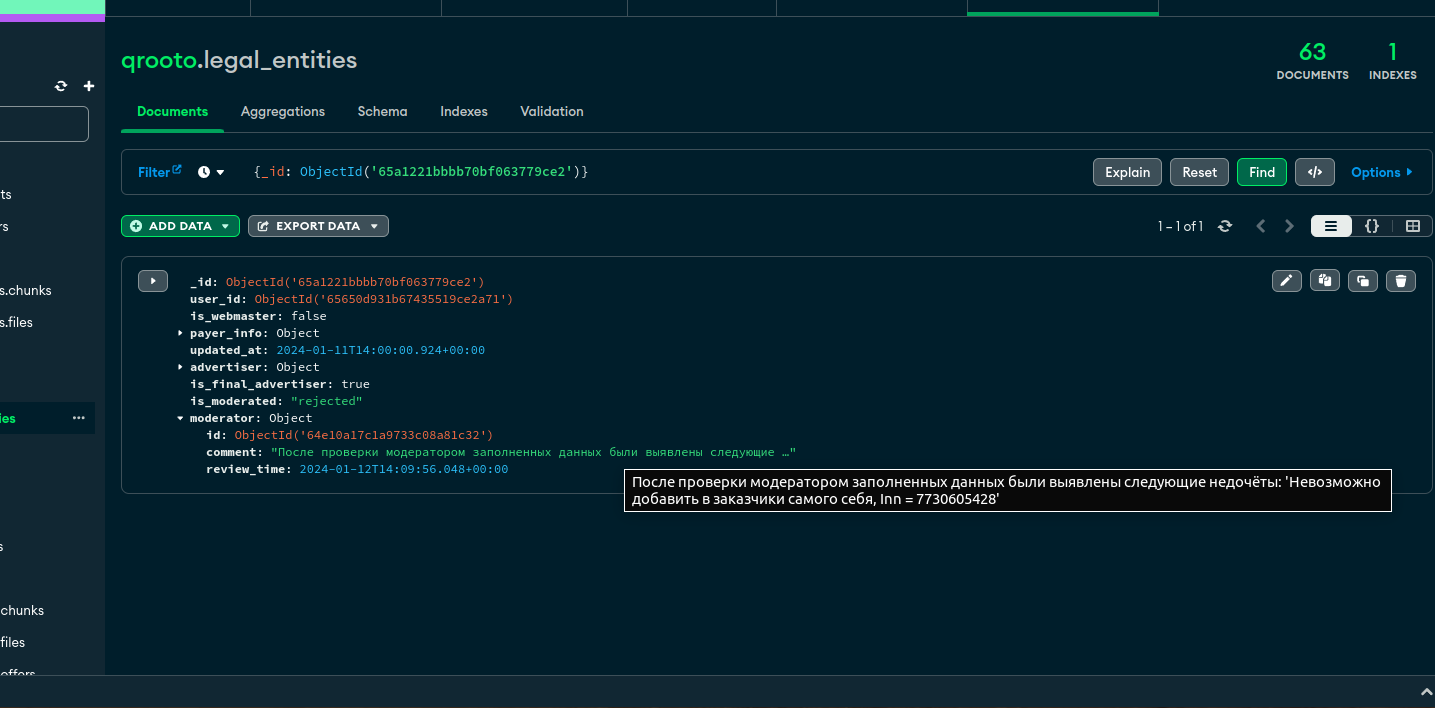 qrooto.legal_entities
63
DOCUMENTS
1
INDEXES
Documents Aggregations Schema Indexes Validation
Filter {_id: ObjectId('65a1221bbbb70bf063779ce2')} Explain Reset Find </> Options
ADD DATA EXPORT DATA 1 – 1 of 1 {}
_id: ObjectId('65a1221bbbb70bf063779ce2')
user_id: ObjectId('65650d931b67435519ce2a71')
is_webmaster: false
payer_info: Object
updated_at: 2024-01-11T14:00:00.924+00:00
advertiser: Object
is_final_advertiser: true
is_moderated: "rejected"
moderator: Object
id: ObjectId('64e10a17c1a9733c08a81c32')
comment: "После проверки модератором заполненных данных были выявлены следующие …"
review_time: 2024-01-12T14:09:56.048+00:00
После проверки модератором заполненных данных были выявлены следующие недочёты: 'Невозможно
добавить в заказчики самого себя, Inn = 7730605428'
ts
rs
s.chunks
s.files
ies ···
s
chunks
files
offers